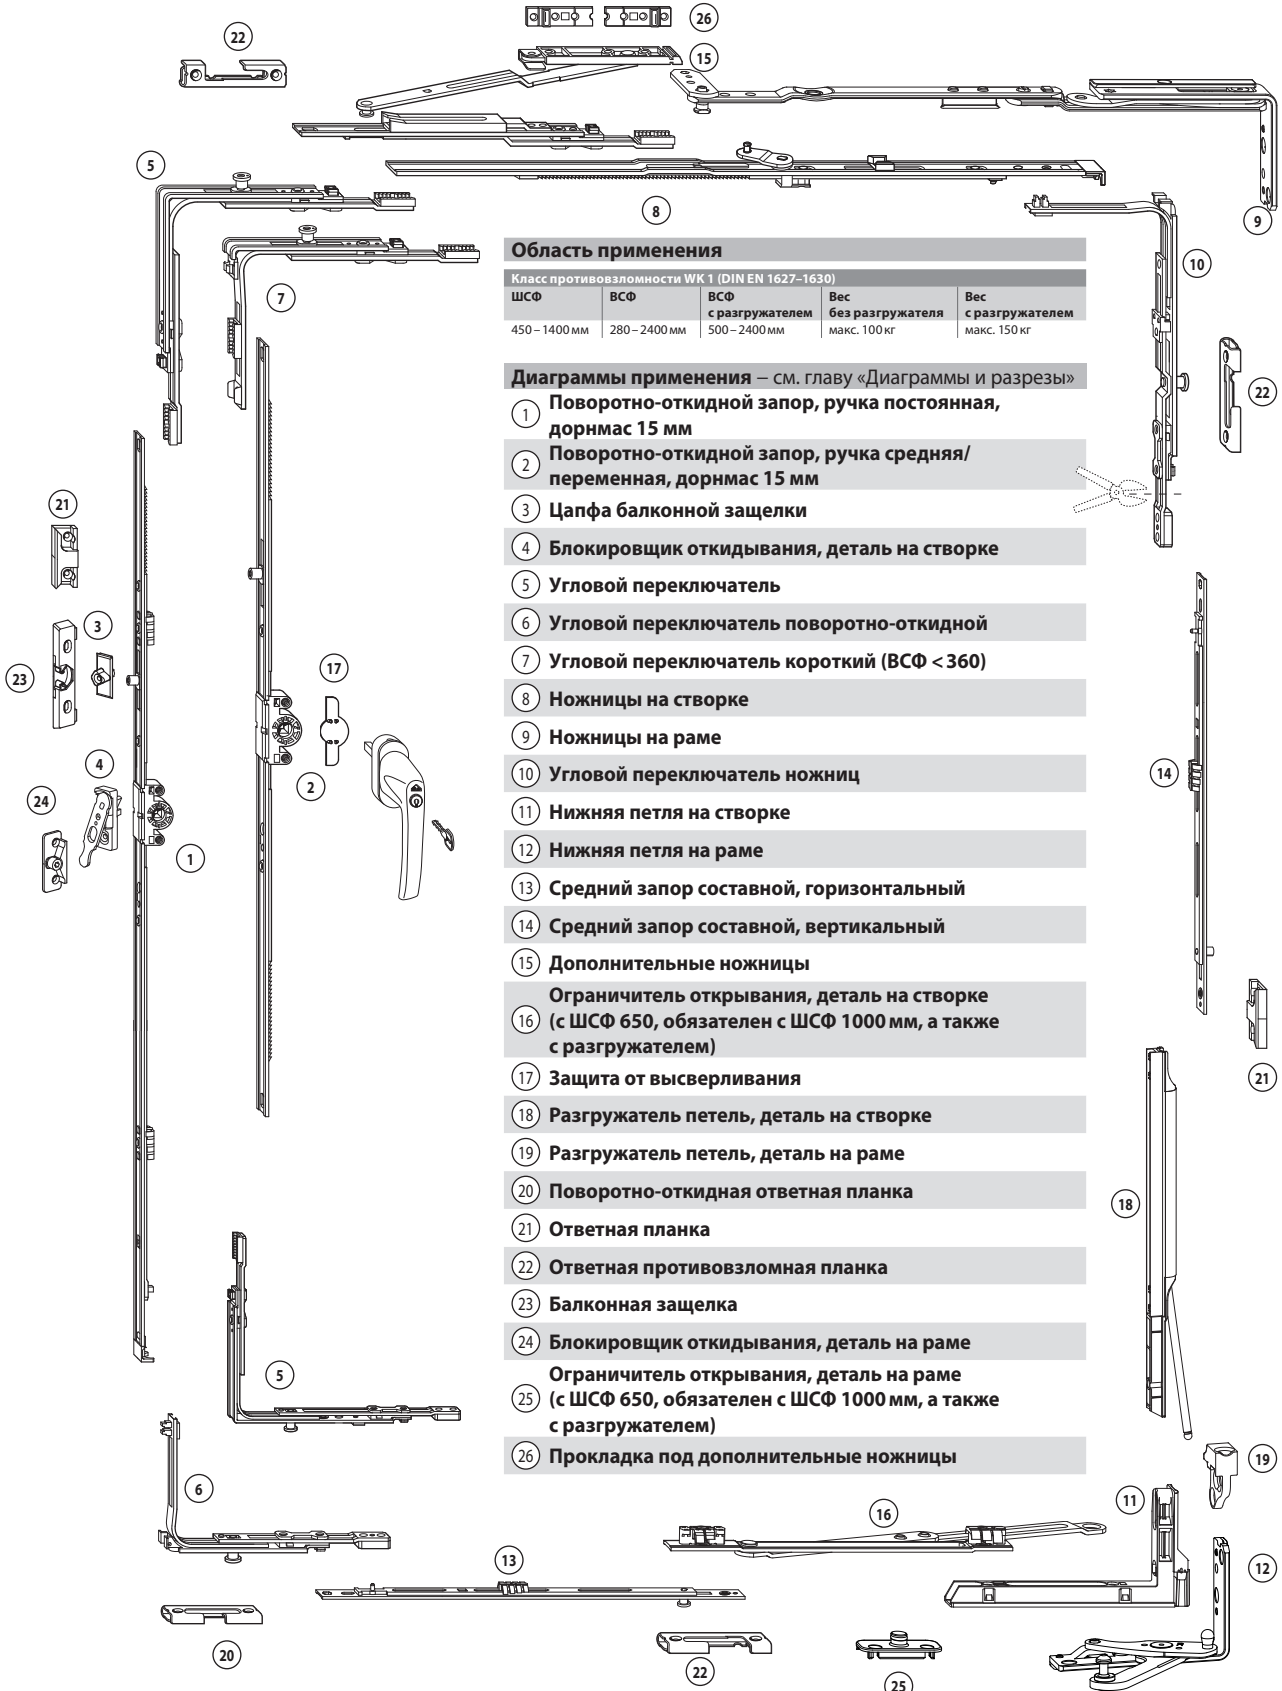 26
22
15
5
8
9
7
10
22
21
3
23
17
4
24
2
1
14
21
18
5
6
19
11
16
13
12
20
22
25
Область применения
Класс противовзломности WK 1 (DIN EN 1627–1630)
ШСФ ВСФ ВСФ с разгружателем Вес без разгружателя Вес с разгружателем
450 – 1400 мм 280 – 2400 мм 500 – 2400 мм макс. 100 кг макс. 150 кг
Диаграммы применения – см. главу «Диаграммы и разрезы»
1 Поворотно-откидной запор, ручка постоянная,
дорнмас 15 мм
2 Поворотно-откидной запор, ручка средняя/
переменная, дорнмас 15 мм
3 Цапфа балконной защелки
4 Блокировщик откидывания, деталь на створке
5 Угловой переключатель
6 Угловой переключатель поворотно-откидной
7 Угловой переключатель короткий (ВСФ < 360)
8 Ножницы на створке
9 Ножницы на раме
10 Угловой переключатель ножниц
11 Нижняя петля на створке
12 Нижняя петля на раме
13 Средний запор составной, горизонтальный
14 Средний запор составной, вертикальный
15 Дополнительные ножницы
16 Ограничитель открывания, деталь на створке
(с ШСФ 650, обязателен с ШСФ 1000 мм, а также
с разгружателем)
17 Защита от высверливания
18 Разгружатель петель, деталь на створке
19 Разгружатель петель, деталь на раме
20 Поворотно-откидная ответная планка
21 Ответная планка
22 Ответная противовзломная планка
23 Балконная защелка
24 Блокировщик откидывания, деталь на раме
25 Ограничитель открывания, деталь на раме
(с ШСФ 650, обязателен с ШСФ 1000 мм, а также
с разгружателем)
26 Прокладка под дополнительные ножницы